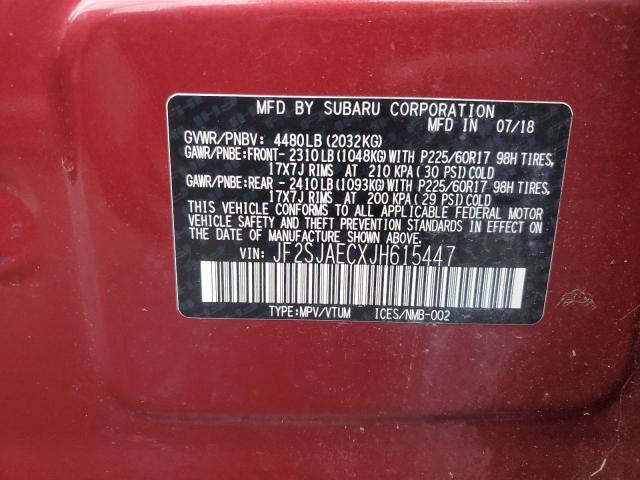 MFD BY SUBARU CORPORATION
MFD IN 07/18
GVWR/PNBV: 4480LB (2032KG)
GAWR/PNBE:FRONT- 2310LB (1048KG) WITH P225/60R17 98H TIRES,
17X7J RIMS AT 210 KPA (30 PSI) COLD
GAWR/PNBE:REAR - 2410LB (1093KG) WITH P225/60R17 98H TIRES,
17X7J RIMS AT 200 KPA (29 PSI) COLD
THIS VEHICLE CONFORMS TO ALL APPLICABLE FEDERAL MOTOR
VEHICLE SAFETY AND THEFT PREVENTION STANDARDS IN EFFECT ON
THE DATE OF MANUFACTURE SHOWN ABOVE.
VIN: JF2SJAECXJH615447
TYPE:MPV/VTUM ICES/NMB-002